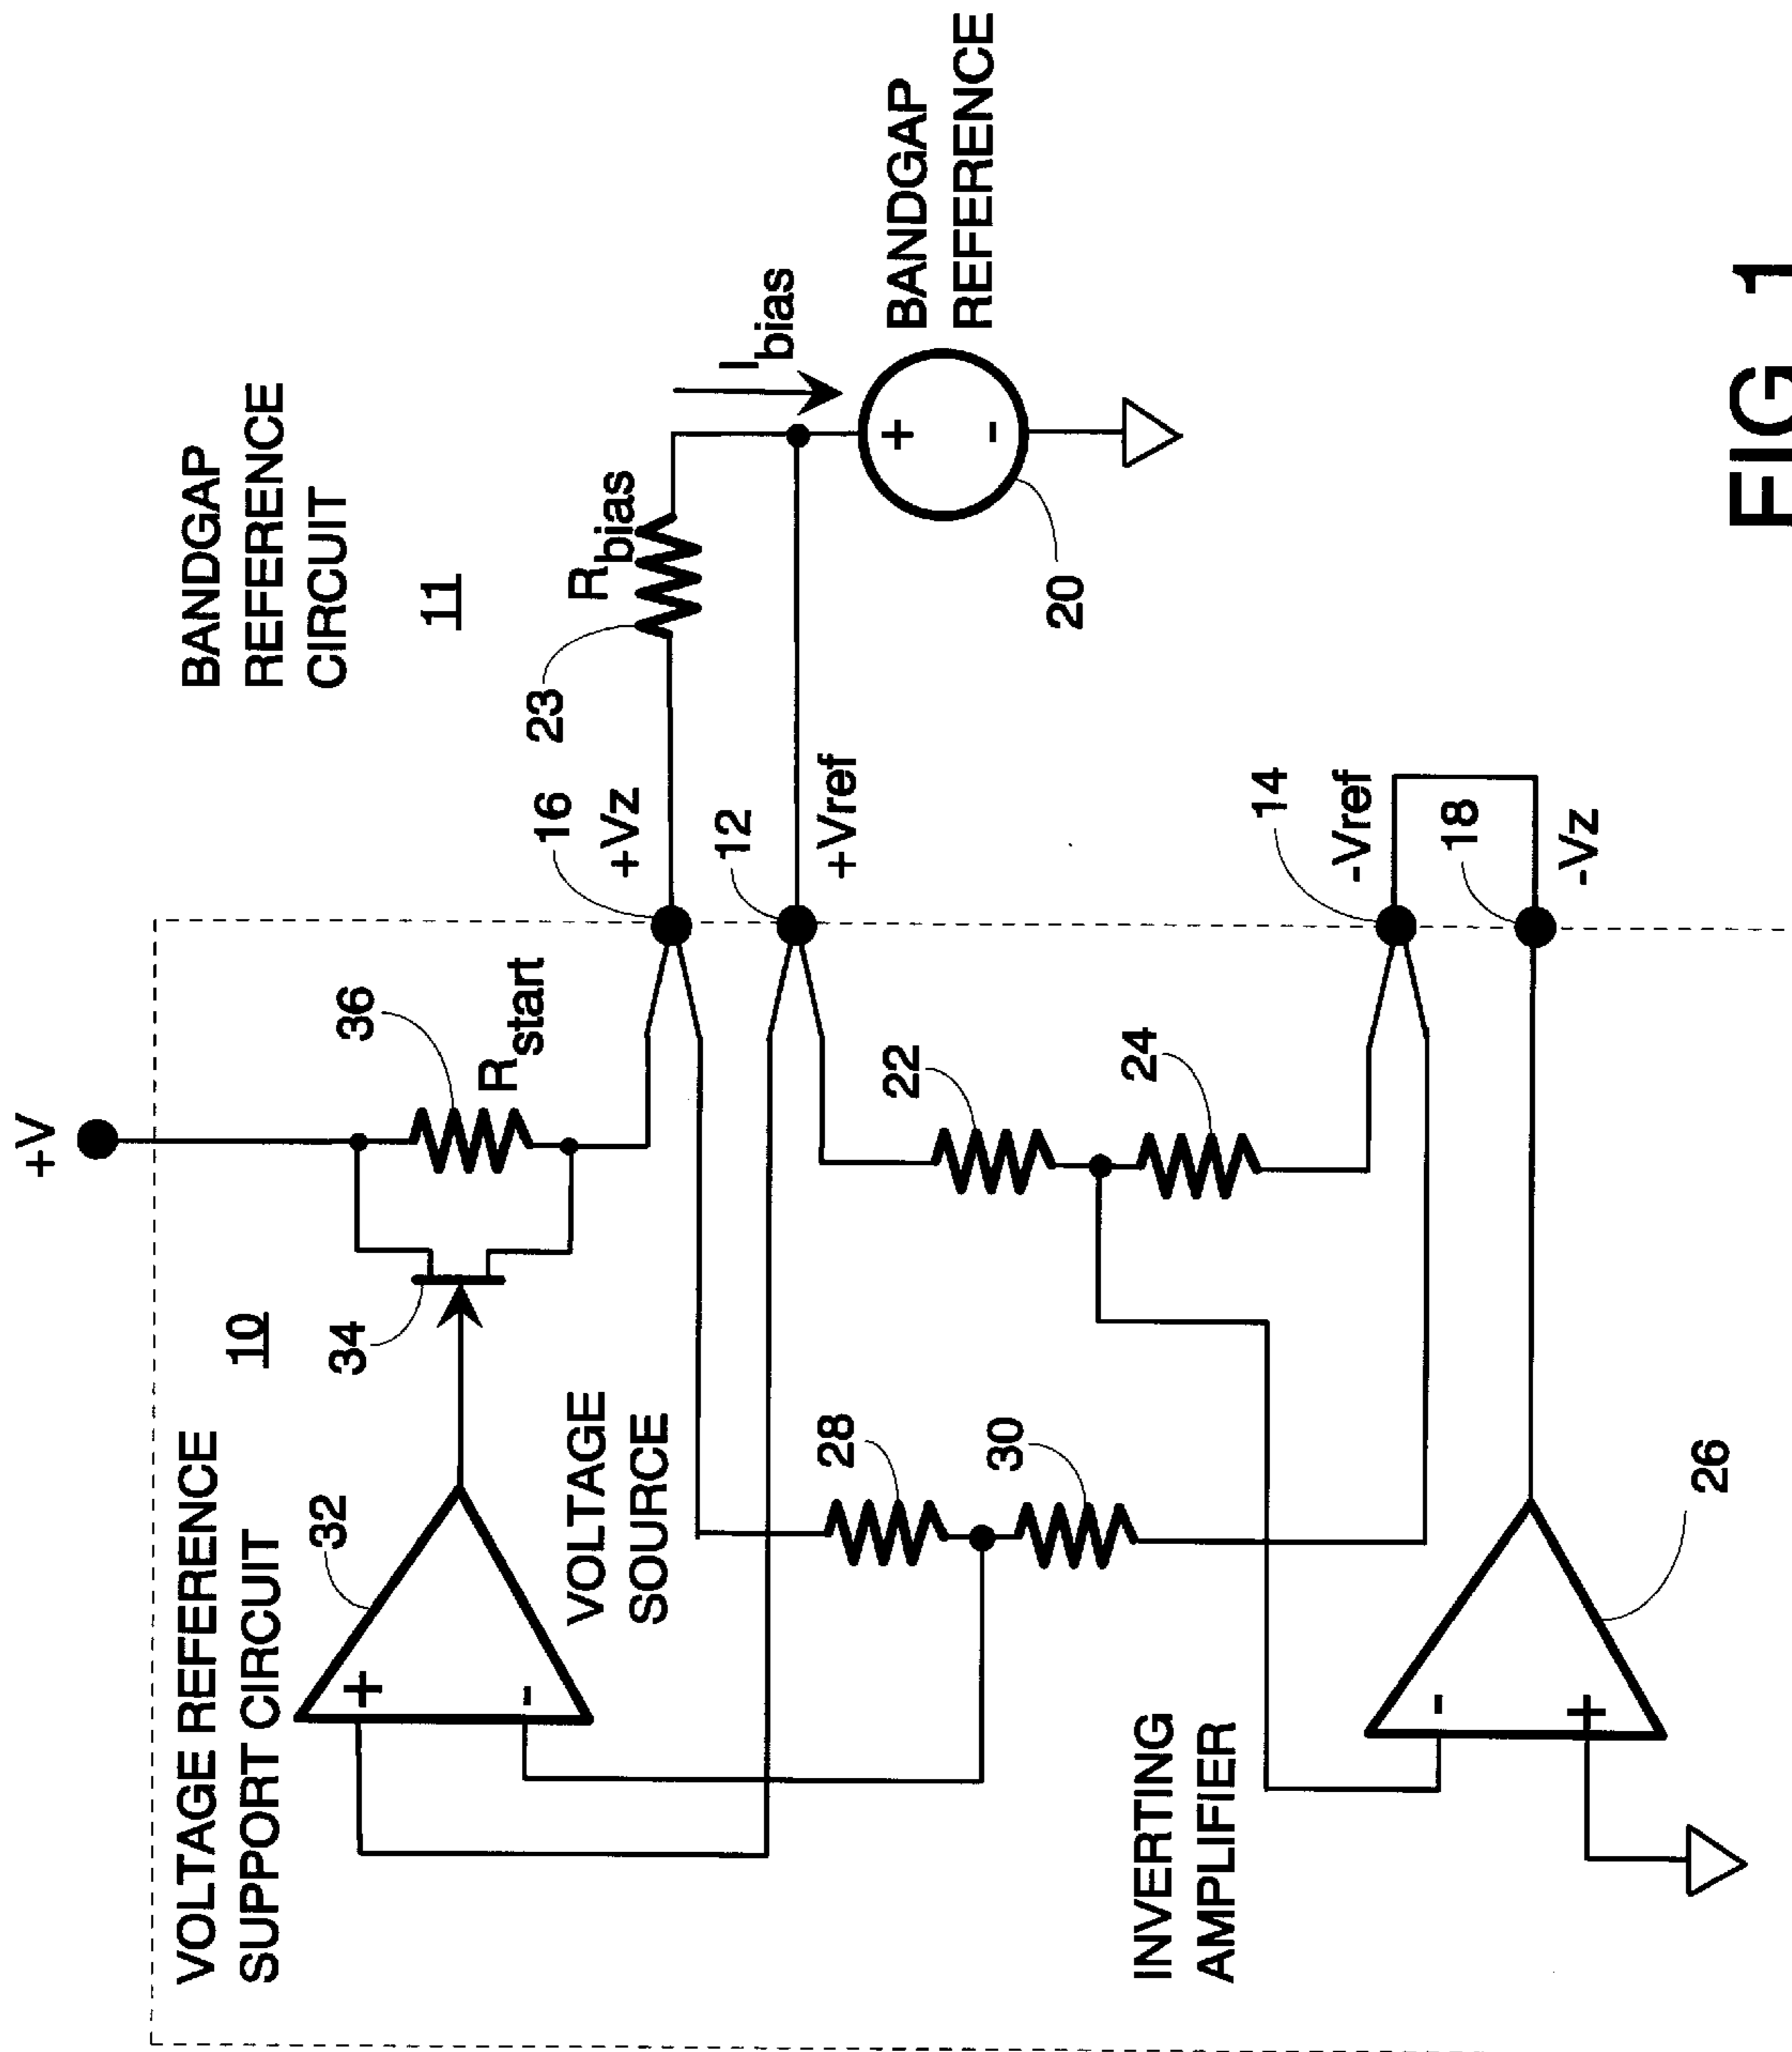 +V
VOLTAGE REFERENCE
SUPPORT CIRCUIT
10
BANDGAP
REFERENCE
CIRCUIT
11
32
34
36
R start
VOLTAGE
SOURCE
16
+Vz
23
R bias
I bias
12
+Vref
BANDGAP
REFERENCE
+
-
20
+
-
28
30
22
24
14
-Vref
18
-Vz
INVERTING
AMPLIFIER
-
+
26
FIG 1